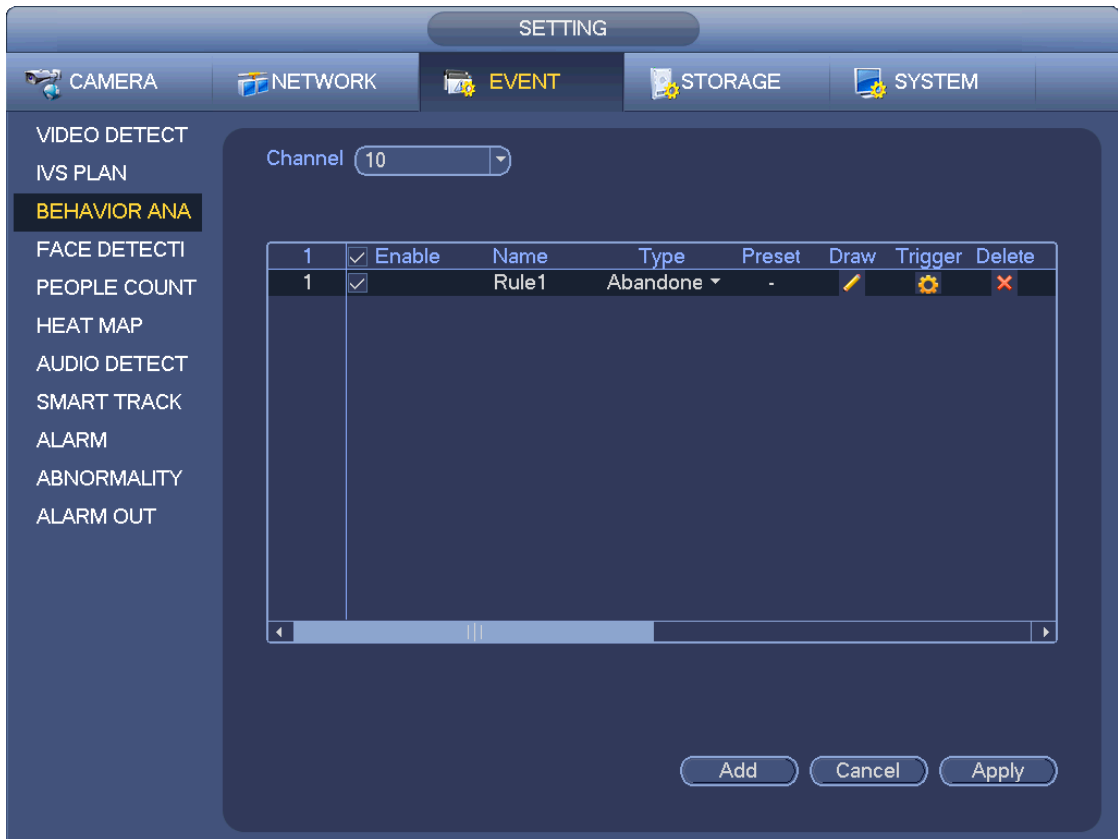 SETTING
CAMERA NETWORK EVENT STORAGE SYSTEM
VIDEO DETECT
IVS PLAN
BEHAVIOR ANA
FACE DETECTI
PEOPLE COUNT
HEAT MAP
AUDIO DETECT
SMART TRACK
ALARM
ABNORMALITY
ALARM OUT
Channel 10
1 Enable Name Type Preset Draw Trigger Delete
1 Rule1 Abandone -
Add Cancel Apply